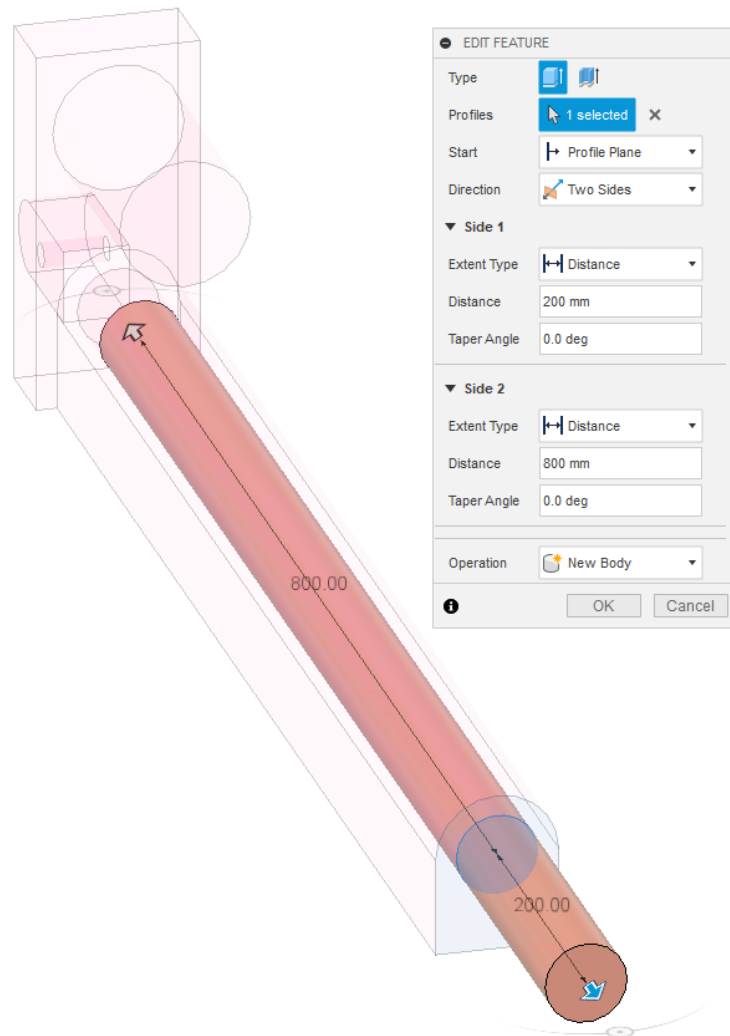 EDIT FEATURE
Type
Profiles 1 selected
Start Profile Plane
Direction Two Sides
Side 1
Extent Type Distance
Distance 200 mm
Taper Angle 0.0 deg
Side 2
Extent Type Distance
Distance 800 mm
Taper Angle 0.0 deg
Operation New Body
OK Cancel
800.00
200.00